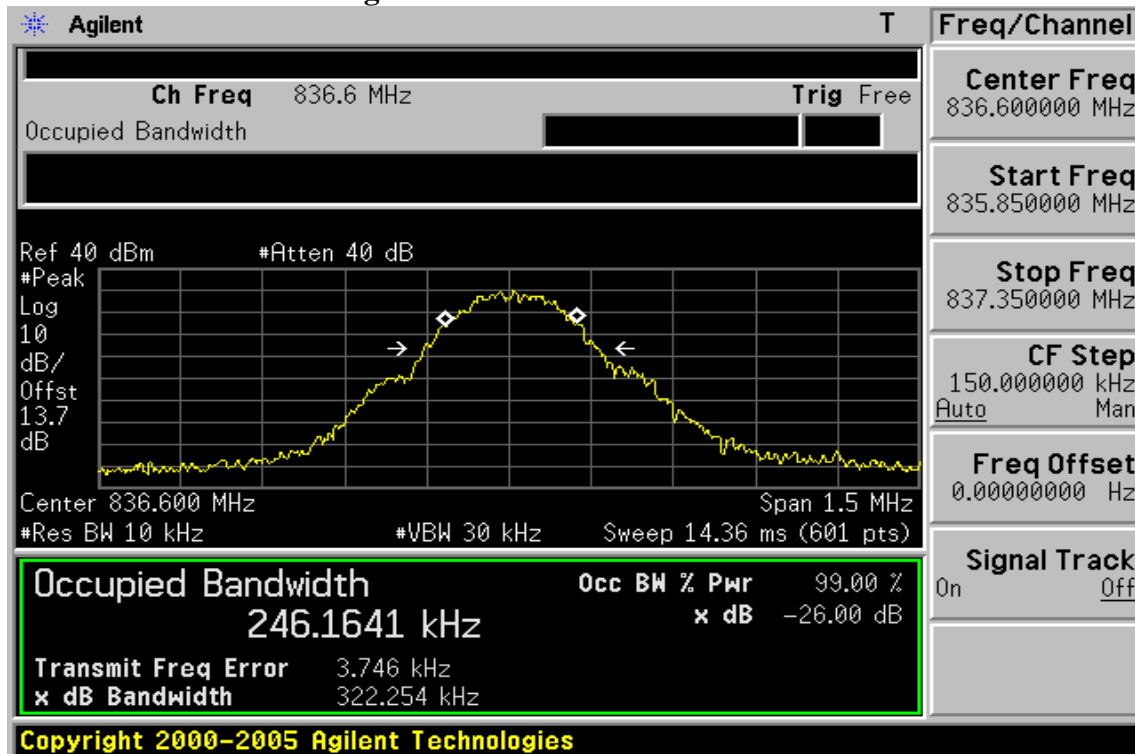 Agilent T Freq/Channel
Ch Freq 836.6 MHz Trig Free
Occupied Bandwidth
Center Freq
836.600000 MHz
Start Freq
835.850000 MHz
Stop Freq
837.350000 MHz
CF Step
150.000000 kHz
Auto Man
Freq Offset
0.00000000 Hz
Signal Track
On Off
Ref 40 dBm #Atten 40 dB
#Peak
Log
10
dB/
Offst
13.7
dB
Center 836.600 MHz Span 1.5 MHz
#Res BW 10 kHz #VBW 30 kHz Sweep 14.36 ms (601 pts)
Occupied Bandwidth Occ BW % Pwr 99.00 %
246.1641 kHz x dB -26.00 dB
Transmit Freq Error 3.746 kHz
x dB Bandwidth 322.254 kHz
Copyright 2000-2005 Agilent Technologies